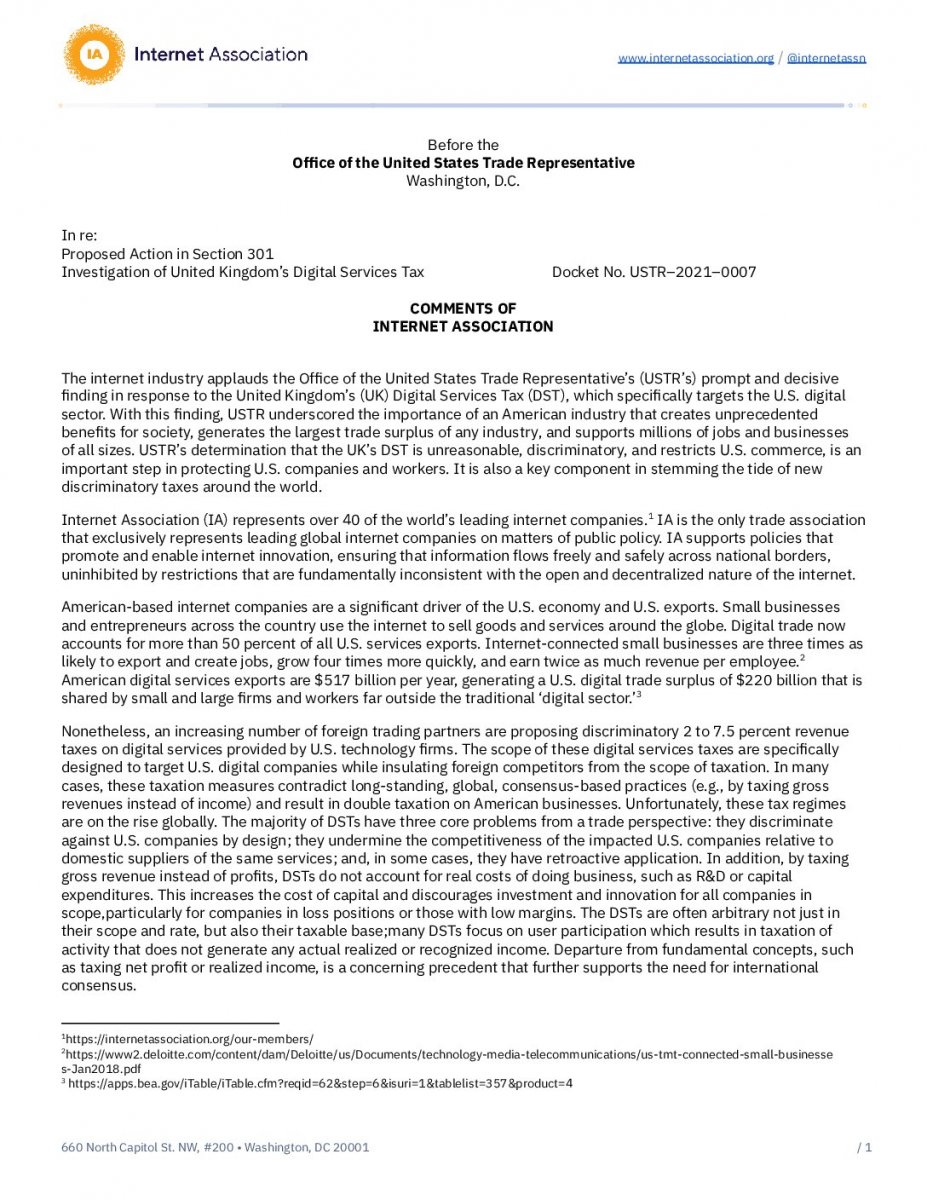 IA Internet Association
www.internetassociation.org / @internetassn
Before the
Office of the United States Trade Representative
Washington, D.C.
In re:
Proposed Action in Section 301
Investigation of United Kingdom's Digital Services Tax Docket No. USTR–2021–0007
COMMENTS OF
INTERNET ASSOCIATION
The internet industry applauds the Office of the United States Trade Representative's (USTR's) prompt and decisive
finding in response to the United Kingdom's (UK) Digital Services Tax (DST), which specifically targets the U.S. digital
sector. With this finding, USTR underscored the importance of an American industry that creates unprecedented
benefits for society, generates the largest trade surplus of any industry, and supports millions of jobs and businesses
of all sizes. USTR's determination that the UK's DST is unreasonable, discriminatory, and restricts U.S. commerce, is an
important step in protecting U.S. companies and workers. It is also a key component in stemming the tide of new
discriminatory taxes around the world.
Internet Association (IA) represents over 40 of the world's leading internet companies.1 IA is the only trade association
that exclusively represents leading global internet companies on matters of public policy. IA supports policies that
promote and enable internet innovation, ensuring that information flows freely and safely across national borders,
uninhibited by restrictions that are fundamentally inconsistent with the open and decentralized nature of the internet.
American-based internet companies are a significant driver of the U.S. economy and U.S. exports. Small businesses
and entrepreneurs across the country use the internet to sell goods and services around the globe. Digital trade now
accounts for more than 50 percent of all U.S. services exports. Internet-connected small businesses are three times as
likely to export and create jobs, grow four times more quickly, and earn twice as much revenue per employee.2
American digital services exports are $517 billion per year, generating a U.S. digital trade surplus of $220 billion that is
shared by small and large firms and workers far outside the traditional 'digital sector.'3
Nonetheless, an increasing number of foreign trading partners are proposing discriminatory 2 to 7.5 percent revenue
taxes on digital services provided by U.S. technology firms. The scope of these digital services taxes are specifically
designed to target U.S. digital companies while insulating foreign competitors from the scope of taxation. In many
cases, these taxation measures contradict long-standing, global, consensus-based practices (e.g., by taxing gross
revenues instead of income) and result in double taxation on American businesses. Unfortunately, these tax regimes
are on the rise globally. The majority of DSTs have three core problems from a trade perspective: they discriminate
against U.S. companies by design; they undermine the competitiveness of the impacted U.S. companies relative to
domestic suppliers of the same services; and, in some cases, they have retroactive application. In addition, by taxing
gross revenue instead of profits, DSTs do not account for real costs of doing business, such as R&D or capital
expenditures. This increases the cost of capital and discourages investment and innovation for all companies in
scope,particularly for companies in loss positions or those with low margins. The DSTs are often arbitrary not just in
their scope and rate, but also their taxable base;many DSTs focus on user participation which results in taxation of
activity that does not generate any actual realized or recognized income. Departure from fundamental concepts, such
as taxing net profit or realized income, is a concerning precedent that further supports the need for international
consensus.
1https://internetassociation.org/our-members/
2https://www2.deloitte.com/content/dam/Deloitte/us/Documents/technology-media-telecommunications/us-tmt-connected-small-businesse
s-Jan2018.pdf
3 https://apps.bea.gov/iTable/iTable.cfm?reqid=62&step=6&isuri=1&tablelist=357&product=4
660 North Capitol St. NW, #200 • Washington, DC 20001 / 1